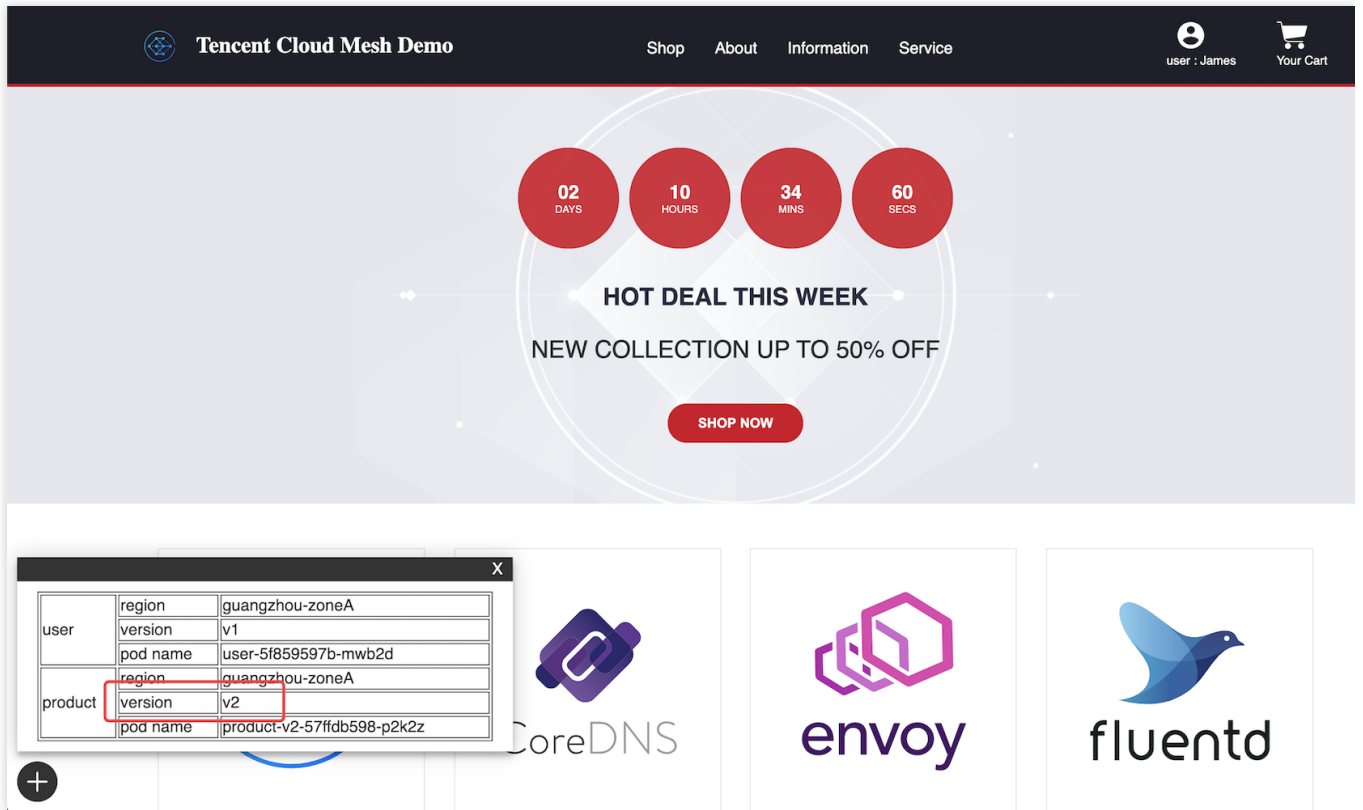 Tencent Cloud Mesh Demo
Shop About Information Service
user : James
Your Cart
02 10 34 60
DAYS HOURS MINS SECS
HOT DEAL THIS WEEK
NEW COLLECTION UP TO 50% OFF
SHOP NOW
X
user
region guangzhou-zoneA
version v1
pod name user-5f859597b-mwb2d
product
region guangzhou-zoneA
version v2
pod name product-v2-57ffdb598-p2k2z
CoreDNS
envoy
fluentd